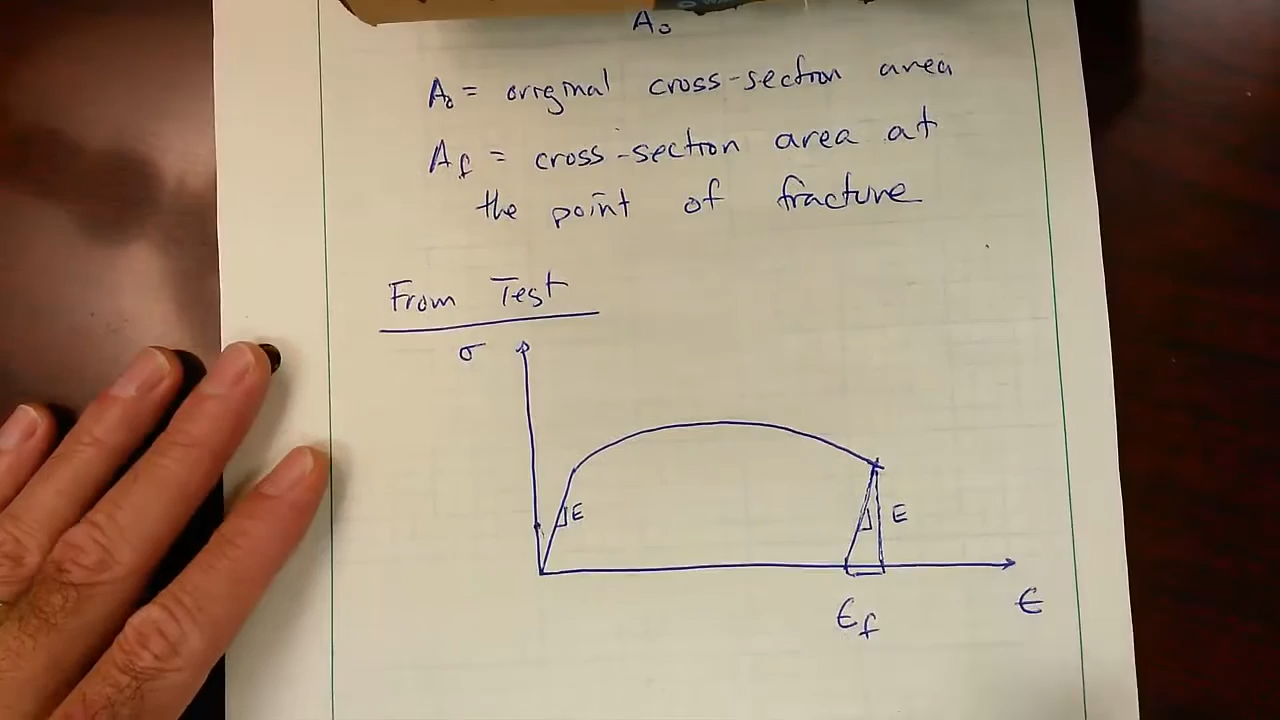 A₀
A₀ = original cross-section area
A_f = cross-section area at
the point of fracture
From Test
σ
E
E
ϵ_f
ϵ